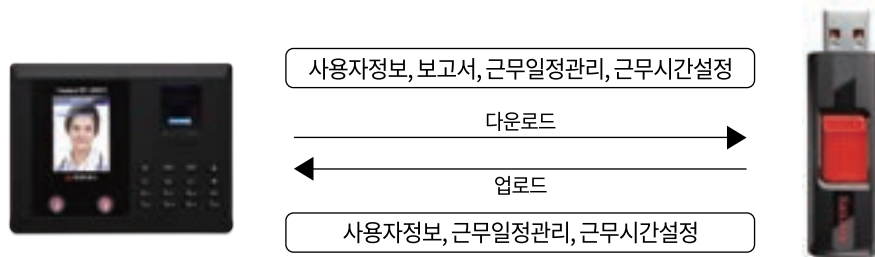 사용자정보, 보고서, 근무일정관리, 근무시간설정
다운로드
업로드
사용자정보, 근무일정관리, 근무시간설정